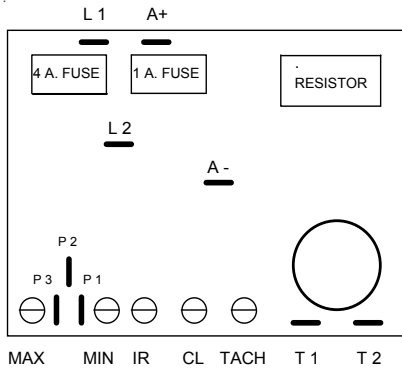 L 1 A+
4 A. FUSE 1 A. FUSE RESISTOR
L 2
A -
P 2
P 3 P 1
MAX MIN IR CL TACH T 1 T 2